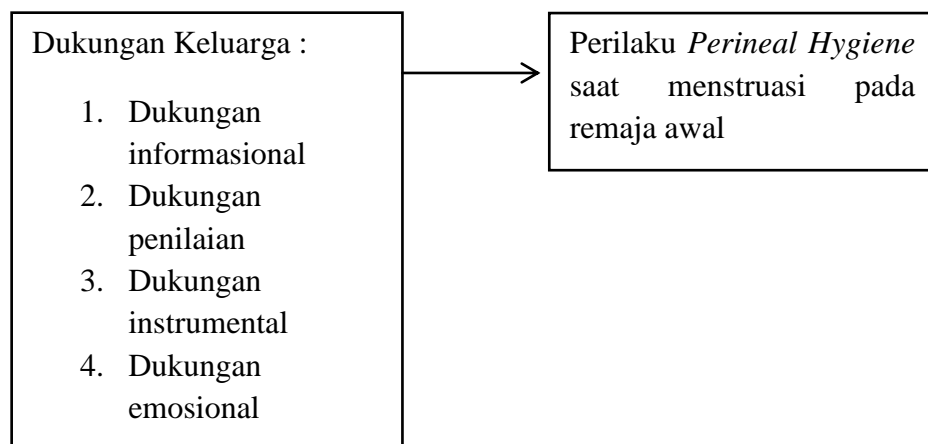 Dukungan Keluarga :
1. Dukungan
informasional
2. Dukungan
penilaian
3. Dukungan
instrumental
4. Dukungan
emosional
Perilaku Perineal Hygiene
saat menstruasi pada
remaja awal